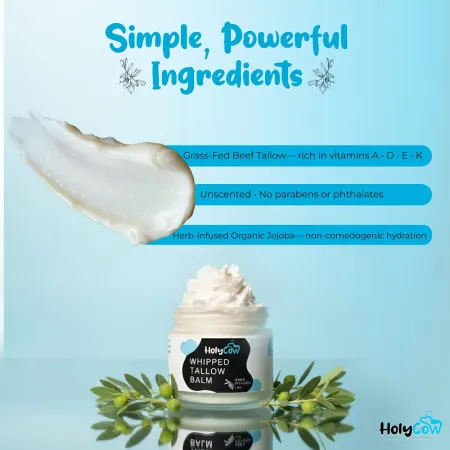 Simple, Powerful
Ingredients
Grass-Fed Beef Tallow— rich in vitamins A • D • E • K
Unscented • No parabens or phthalates
Herb-Infused Organic Jojoba— non-comedogenic hydration
HolyCow
WHIPPED
TALLOW
BALM
HolyCow
BALM